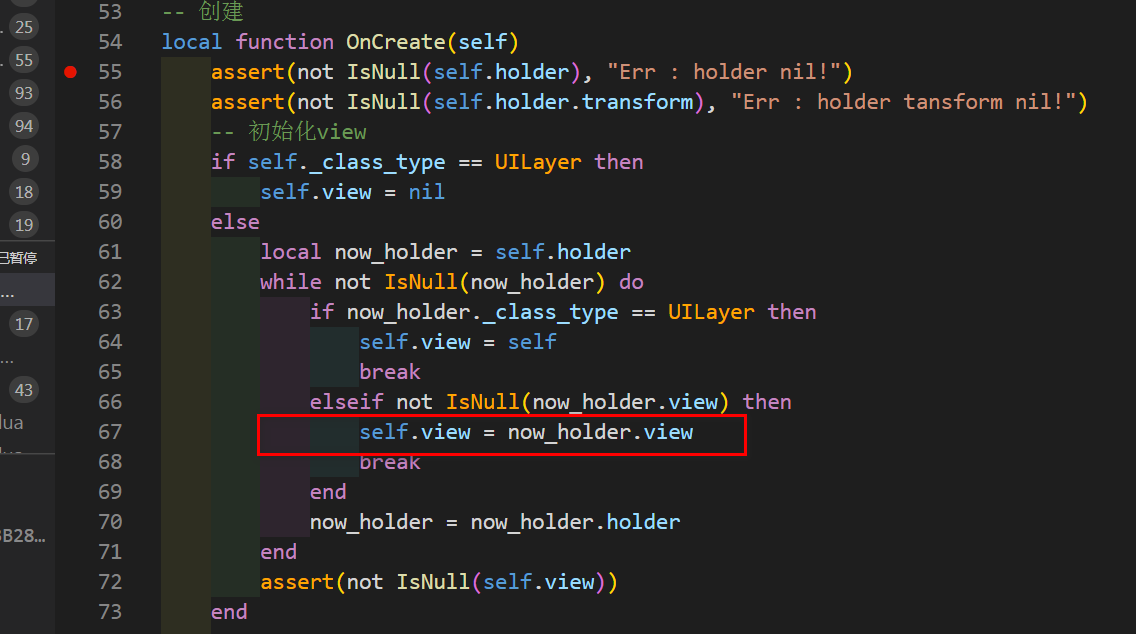 25
55
93
94
9
18
19
已暂停
...
17
...
43
lua
B28...
53 -- 创建
54 local function OnCreate(self)
55     assert(not IsNull(self.holder), "Err : holder nil!")
56     assert(not IsNull(self.holder.transform), "Err : holder tansform nil!")
57     -- 初始化view
58     if self._class_type == UILayer then
59         self.view = nil
60     else
61         local now_holder = self.holder
62         while not IsNull(now_holder) do
63             if now_holder._class_type == UILayer then
64                 self.view = self
65                 break
66             elseif not IsNull(now_holder.view) then
67                 self.view = now_holder.view
68                 break
69             end
70             now_holder = now_holder.holder
71         end
72         assert(not IsNull(self.view))
73     end